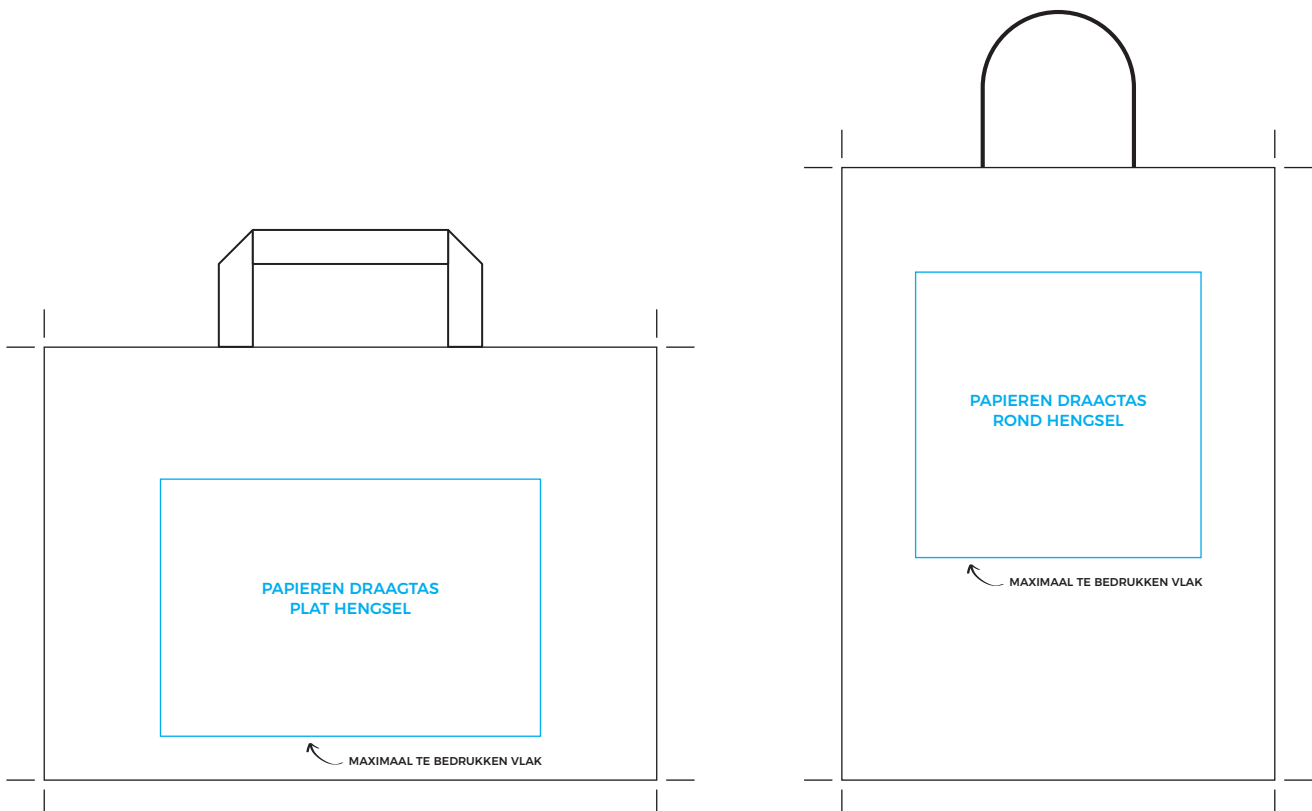 PAPIEREN DRAAGTAS
PLAT HENGSEL
MAXIMAAL TE BEDRUKKEN VLAK
PAPIEREN DRAAGTAS
ROND HENGSEL
MAXIMAAL TE BEDRUKKEN VLAK